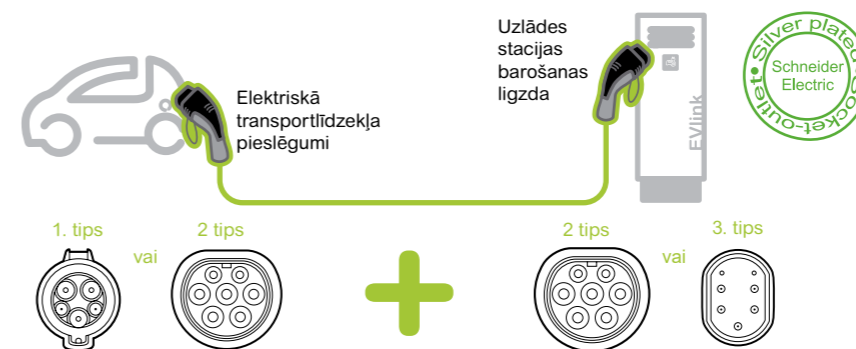 Elektriskā
transportlīdzekļa
pieslēgumi
Uzlādes
stacijas
barošanas
ligzda
EVlink
Silver plated
Socket-outlet
Schneider
Electric
1. tips
vai
2 tips
2 tips
vai
3. tips